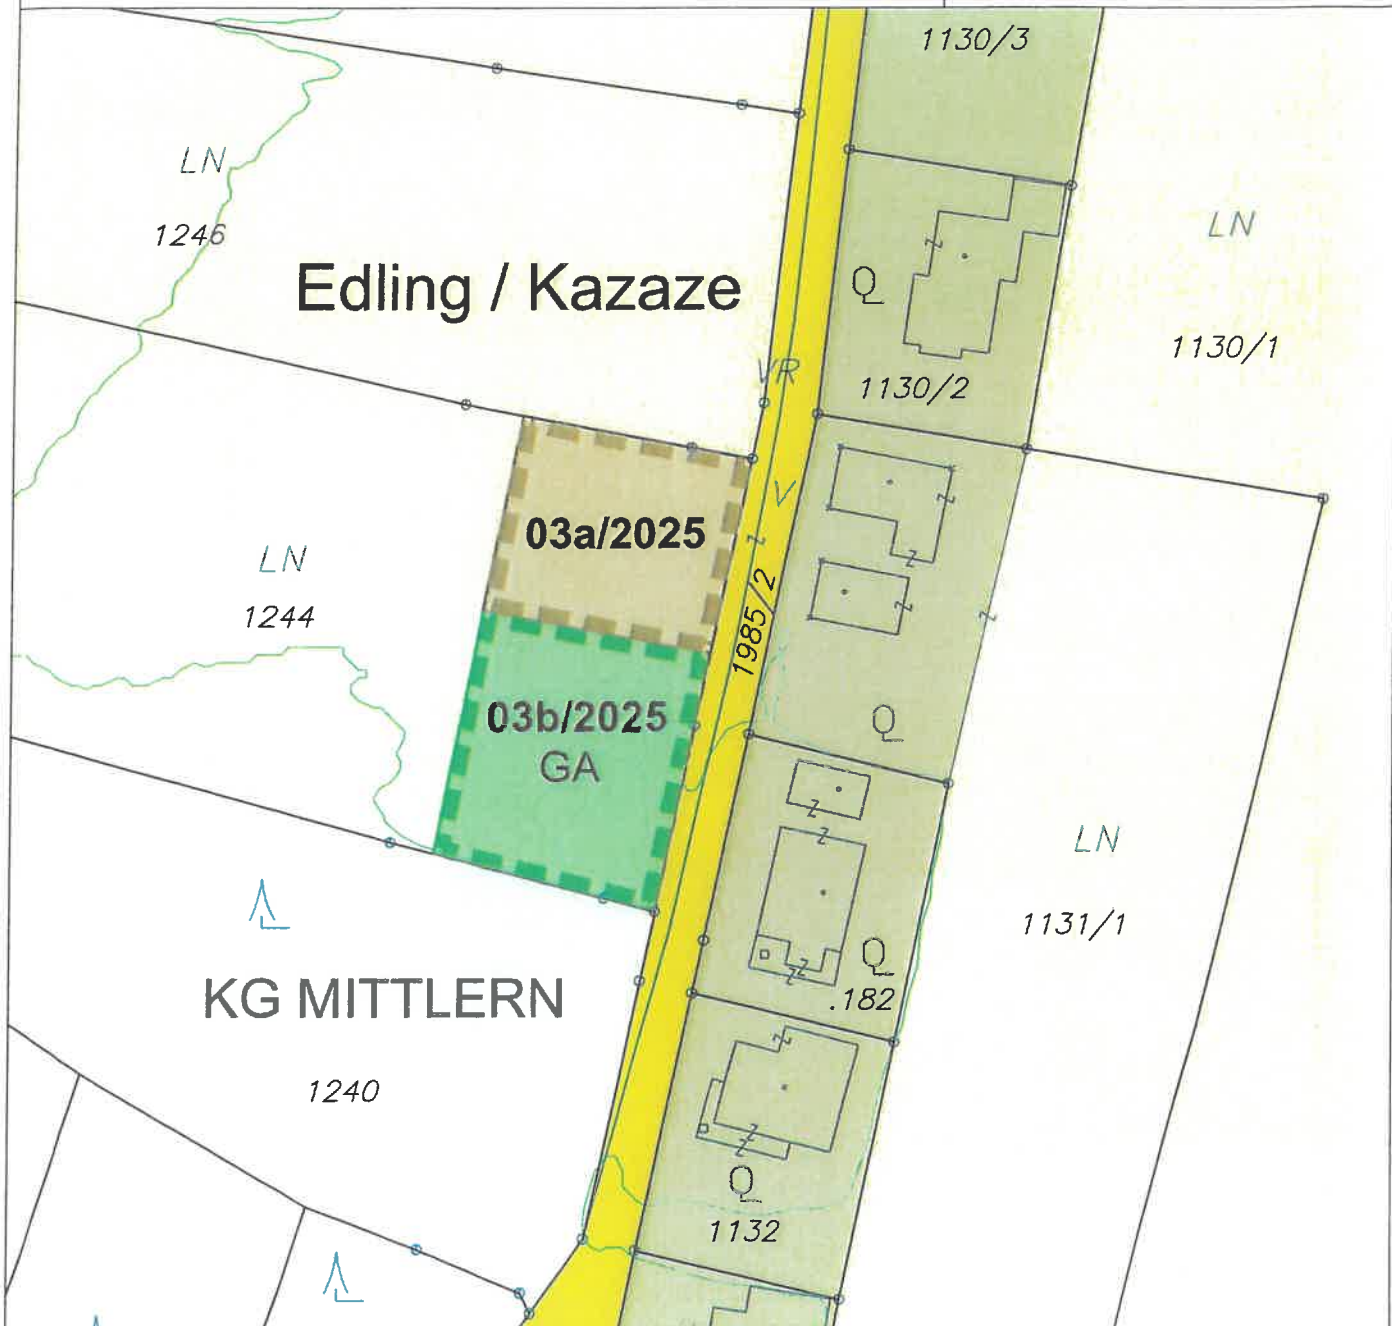 1130/3
LN
1246
LN
Edling / Kazaze
1130/1
VR
1130/2
V
03a/2025
LN
1244
1985/2
03b/2025
GA
LN
1131/1
KG MITTLERN
.182
1240
1132